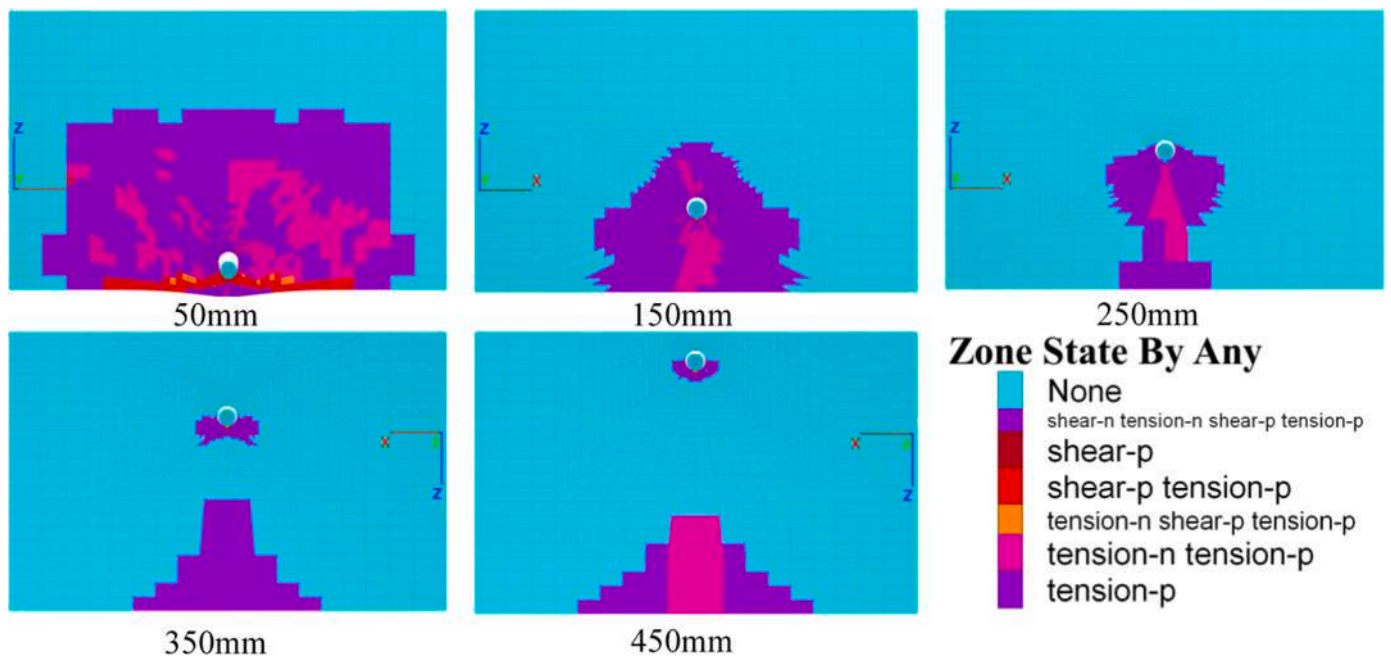 Z
X
Z
X
Z
X
50mm
150mm
250mm
X
Z
X
Z
350mm
450mm
Zone State By Any
None
shear-n tension-n shear-p tension-p
shear-p
shear-p tension-p
tension-n shear-p tension-p
tension-n tension-p
tension-p